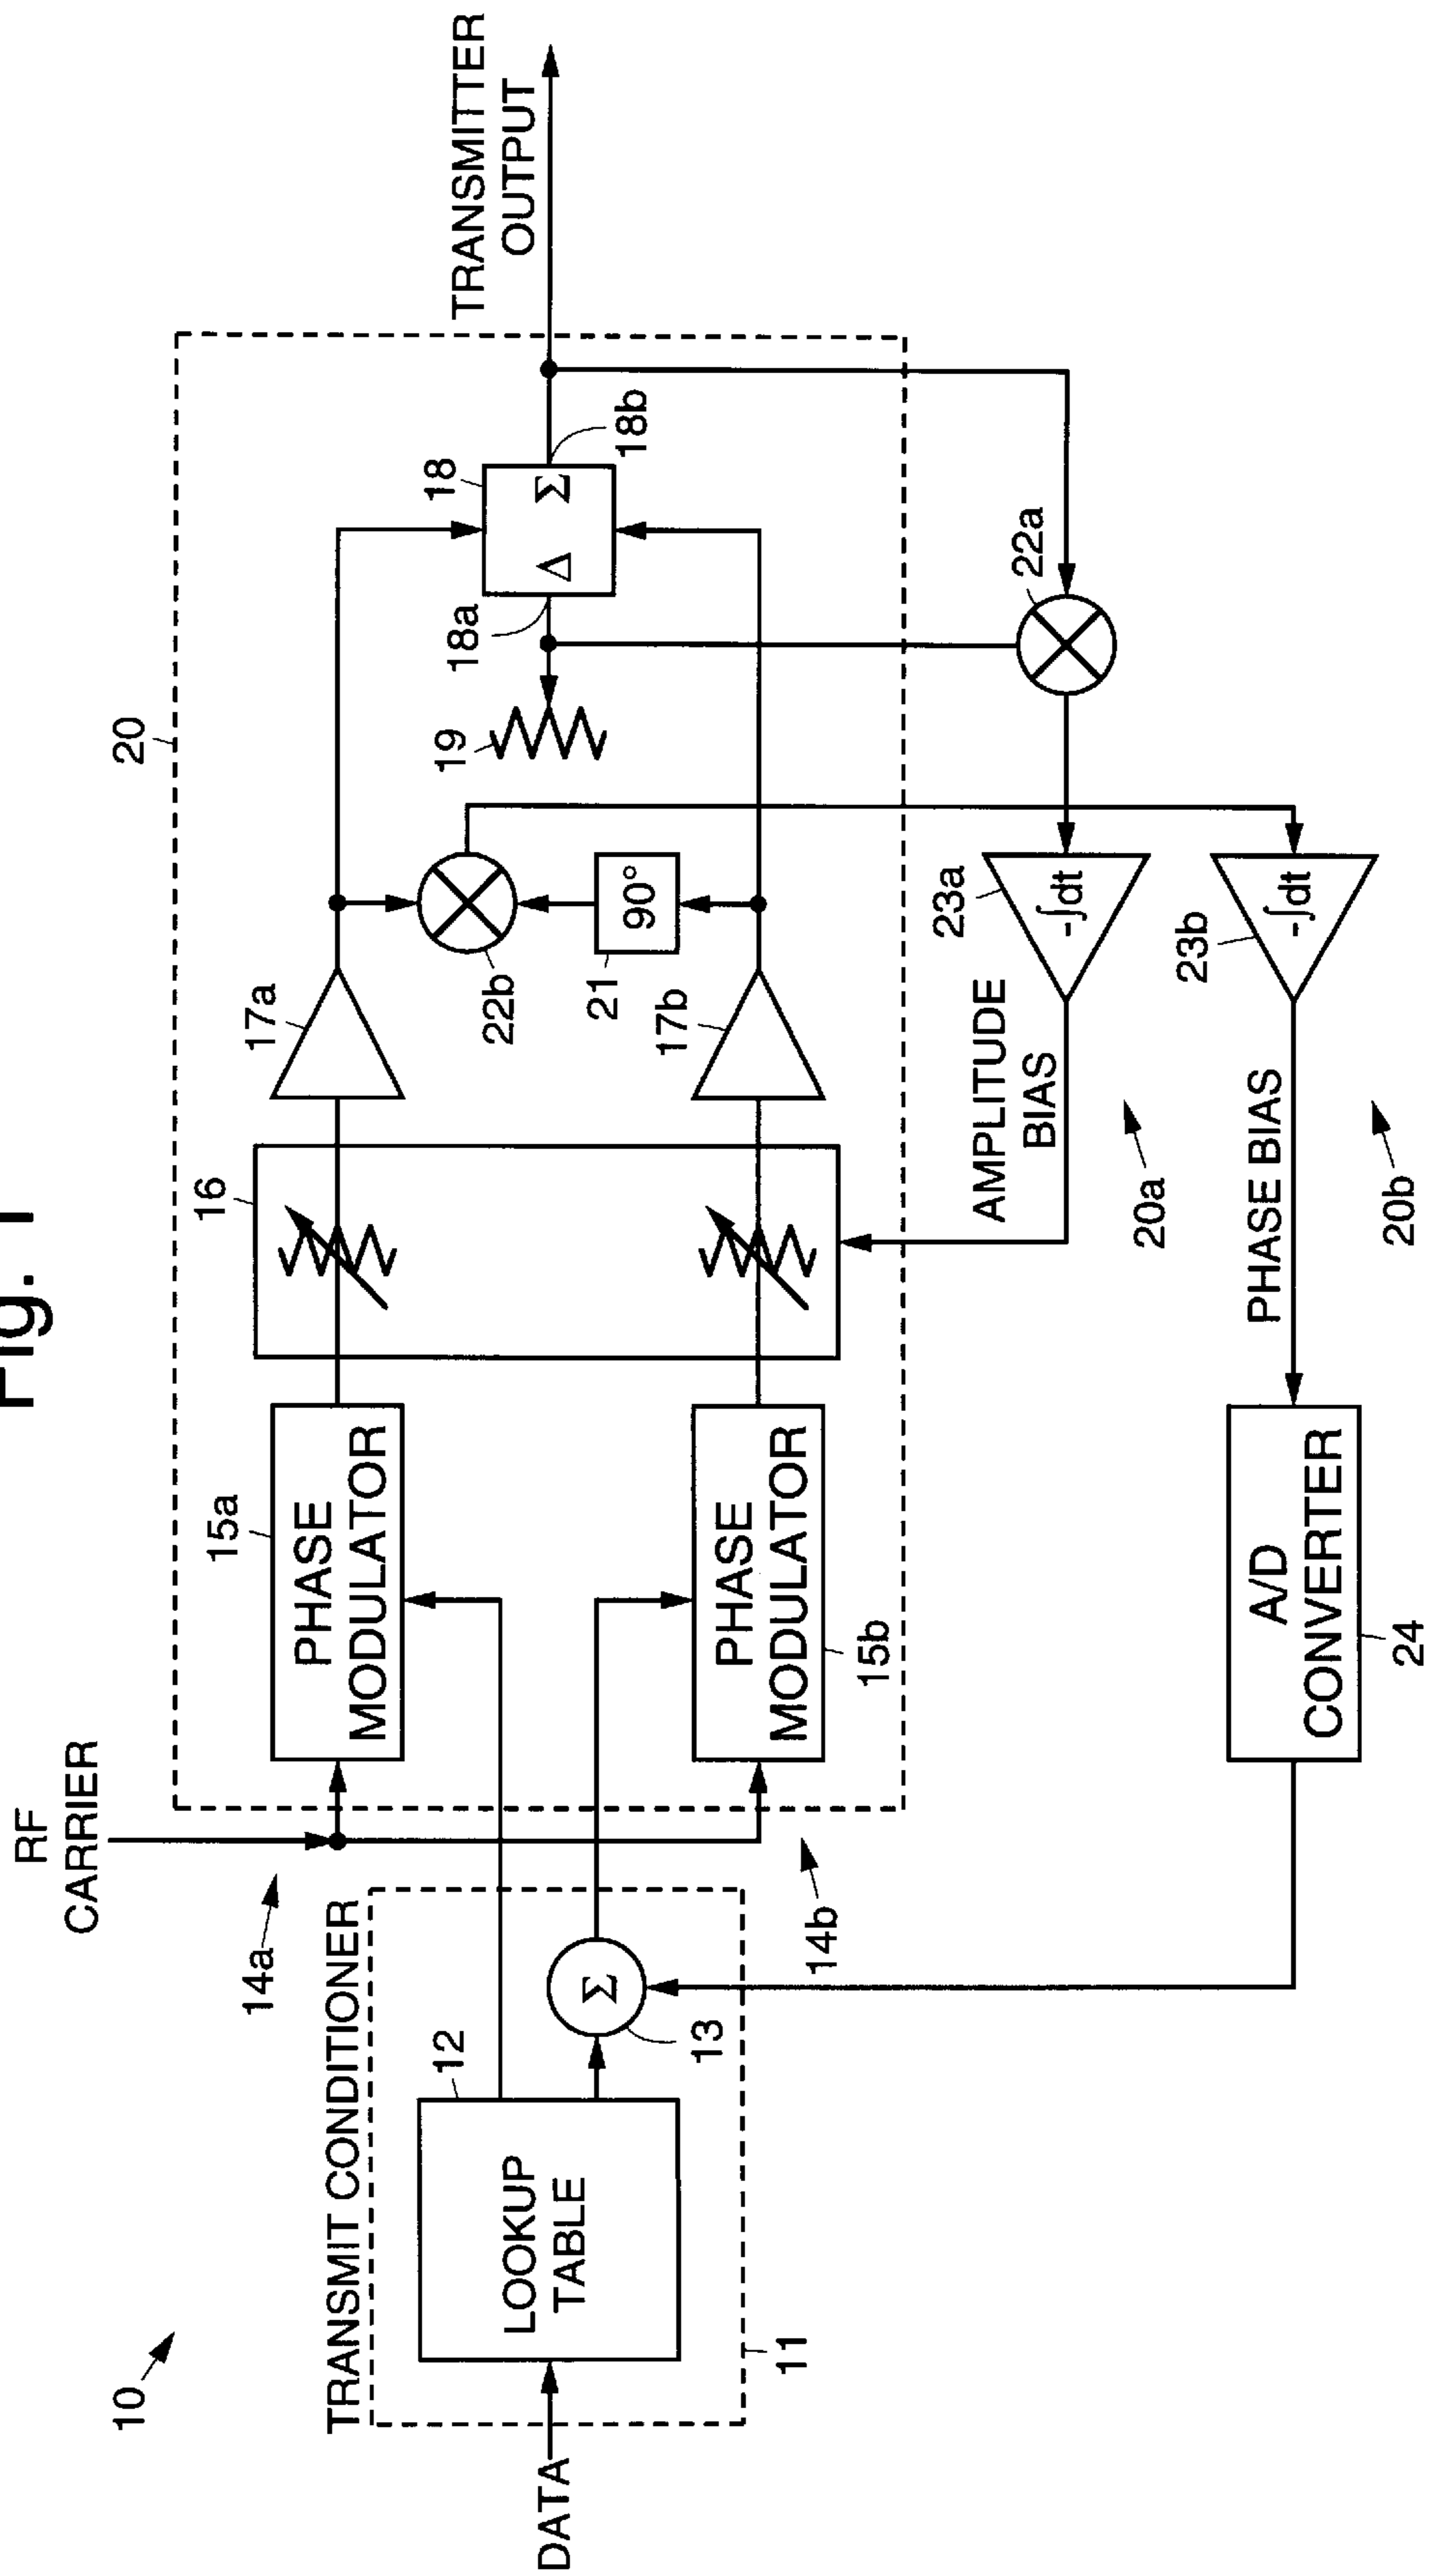 Fig. 1
10
RF
CARRIER
14a
14b
TRANSMIT CONDITIONER
11
DATA
LOOKUP
TABLE
12
Σ
13
20
15a
PHASE
MODULATOR
PHASE
MODULATOR
15b
16
17a
17b
22b
90°
21
19
18
18a
Δ
Σ
18b
TRANSMITTER
OUTPUT
22a
23a
-∫dt
AMPLITUDE
BIAS
20a
23b
-∫dt
PHASE BIAS
20b
A/D
CONVERTER
24